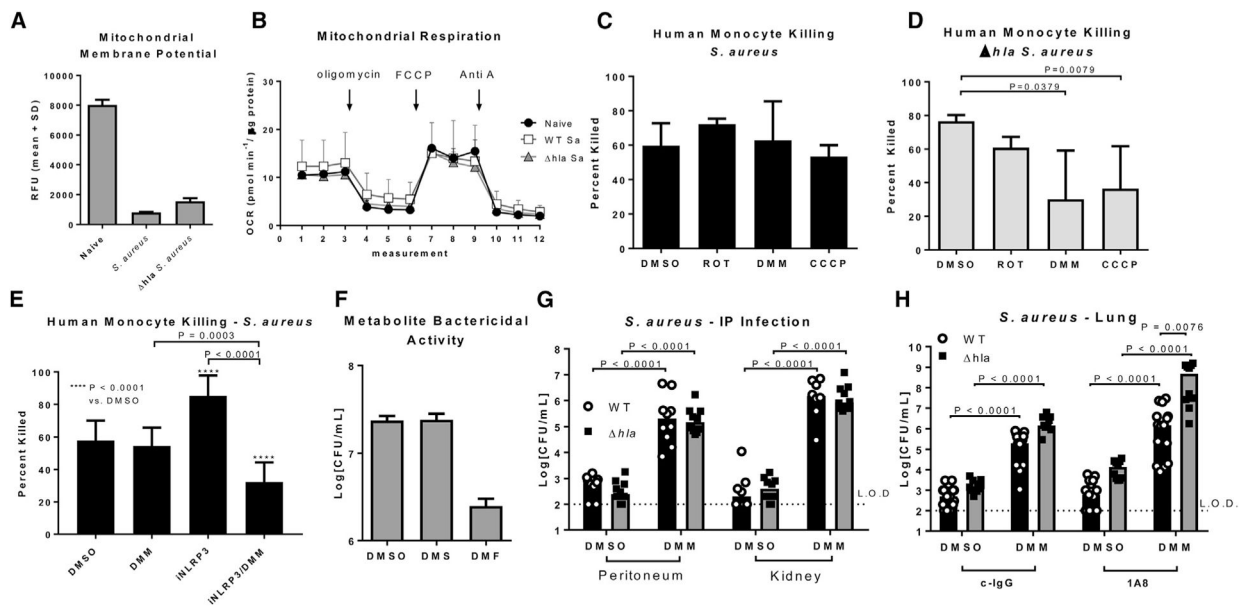 A
Mitochondrial
Membrane Potential
RFU (mean + SD)
10000
8000
6000
4000
2000
0
Naive
S. aureus
Δhla S. aureus
B
Mitochondrial Respiration
oligomycin FCCP Anti A
OCR (pmol min⁻¹/ µg protein)
30
20
10
0
0 1 2 3 4 5 6 7 8 9 10 11 12
measurement
Naive
WT Sa
Δhla Sa
C
Human Monocyte Killing
S. aureus
Percent Killed
100
80
60
40
20
0
DMSO ROT DMM CCCP
D
Human Monocyte Killing
▲hla S. aureus
P=0.0079
P=0.0379
Percent Killed
100
80
60
40
20
0
DMSO ROT DMM CCCP
E
Human Monocyte Killing - S. aureus
P = 0.0003
P < 0.0001
**** P < 0.0001
vs. DMSO
****
****
Percent Killed
100
80
60
40
20
0
DMSO
DMM
iNLRP3
iNLRP3/DMM
F
Metabolite Bactericidal
Activity
Log[CFU/mL]
8
7
6
DMSO DMS DMF
G
S. aureus - IP Infection
P < 0.0001
P < 0.0001
P < 0.0001
P < 0.0001
WT
Δhla
Log[CFU/mL]
9
8
7
6
5
4
3
2
1
L.O.D
DMSO DMM DMSO DMM
Peritoneum Kidney
H
S. aureus - Lung
WT
Δhla
P = 0.0076
P < 0.0001
P < 0.0001
P < 0.0001
P < 0.0001
Log[CFU/mL]
10
9
8
7
6
5
4
3
2
1
L.O.D.
DMSO DMM DMSO DMM
c-IgG 1A8